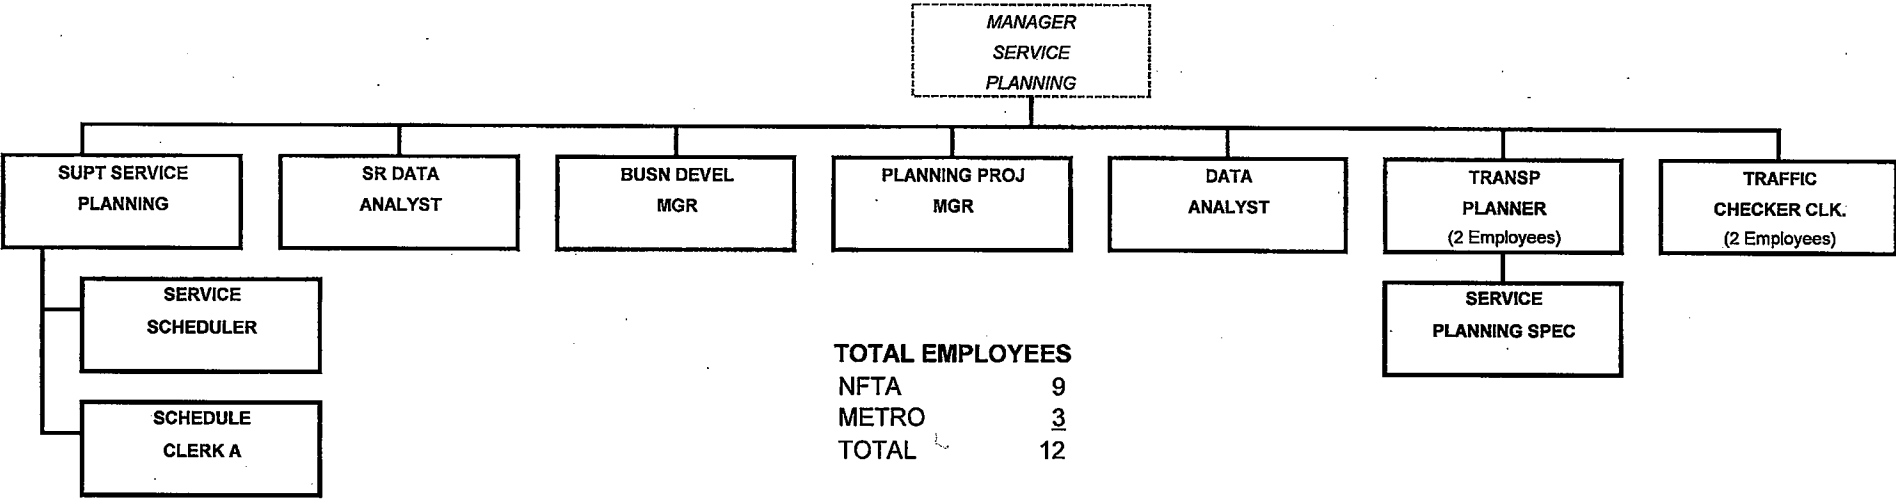 MANAGER
SERVICE
PLANNING
SUPT SERVICE
PLANNING
SR DATA
ANALYST
BUSN DEVEL
MGR
PLANNING PROJ
MGR
DATA
ANALYST
TRANSP
PLANNER
(2 Employees)
TRAFFIC
CHECKER CLK.
(2 Employees)
SERVICE
SCHEDULER
SERVICE
PLANNING SPEC
SCHEDULE
CLERK A
TOTAL EMPLOYEES
NFTA 9
METRO 3
TOTAL 12